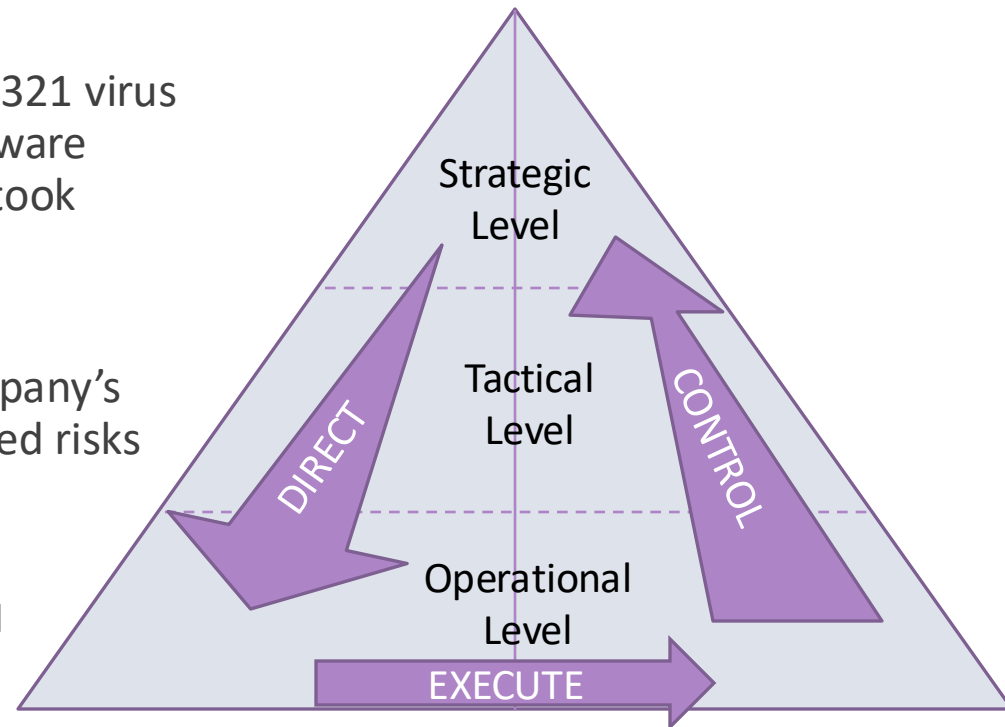 321 virus
ware
took
pany's
ed risks
Strategic
Level
Tactical
Level
Operational
Level
DIRECT
CONTROL
EXECUTE